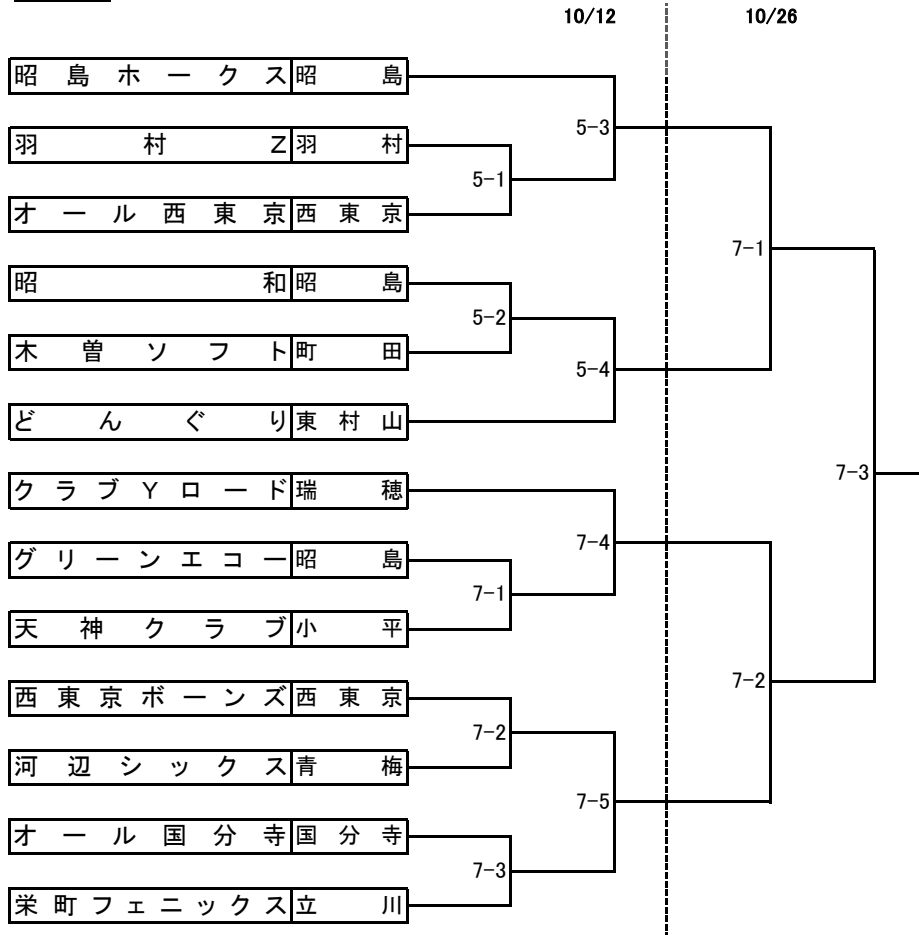 10/12 10/26
昭島ホークス 昭島
5-3
羽村Z 羽村
5-1
オール西東京 西東京
7-1
昭和 昭島
5-2
木曽ソフト 町田
5-4
どんぐり 東村山
7-3
クラブYロード 瑞穂
7-4
グリーンエコー 昭島
7-1
天神クラブ 小平
7-2
西東京ボーンズ 西東京
7-2
河辺シックス 青梅
7-5
オール国分寺 国分寺
7-3
栄町フェニックス 立川